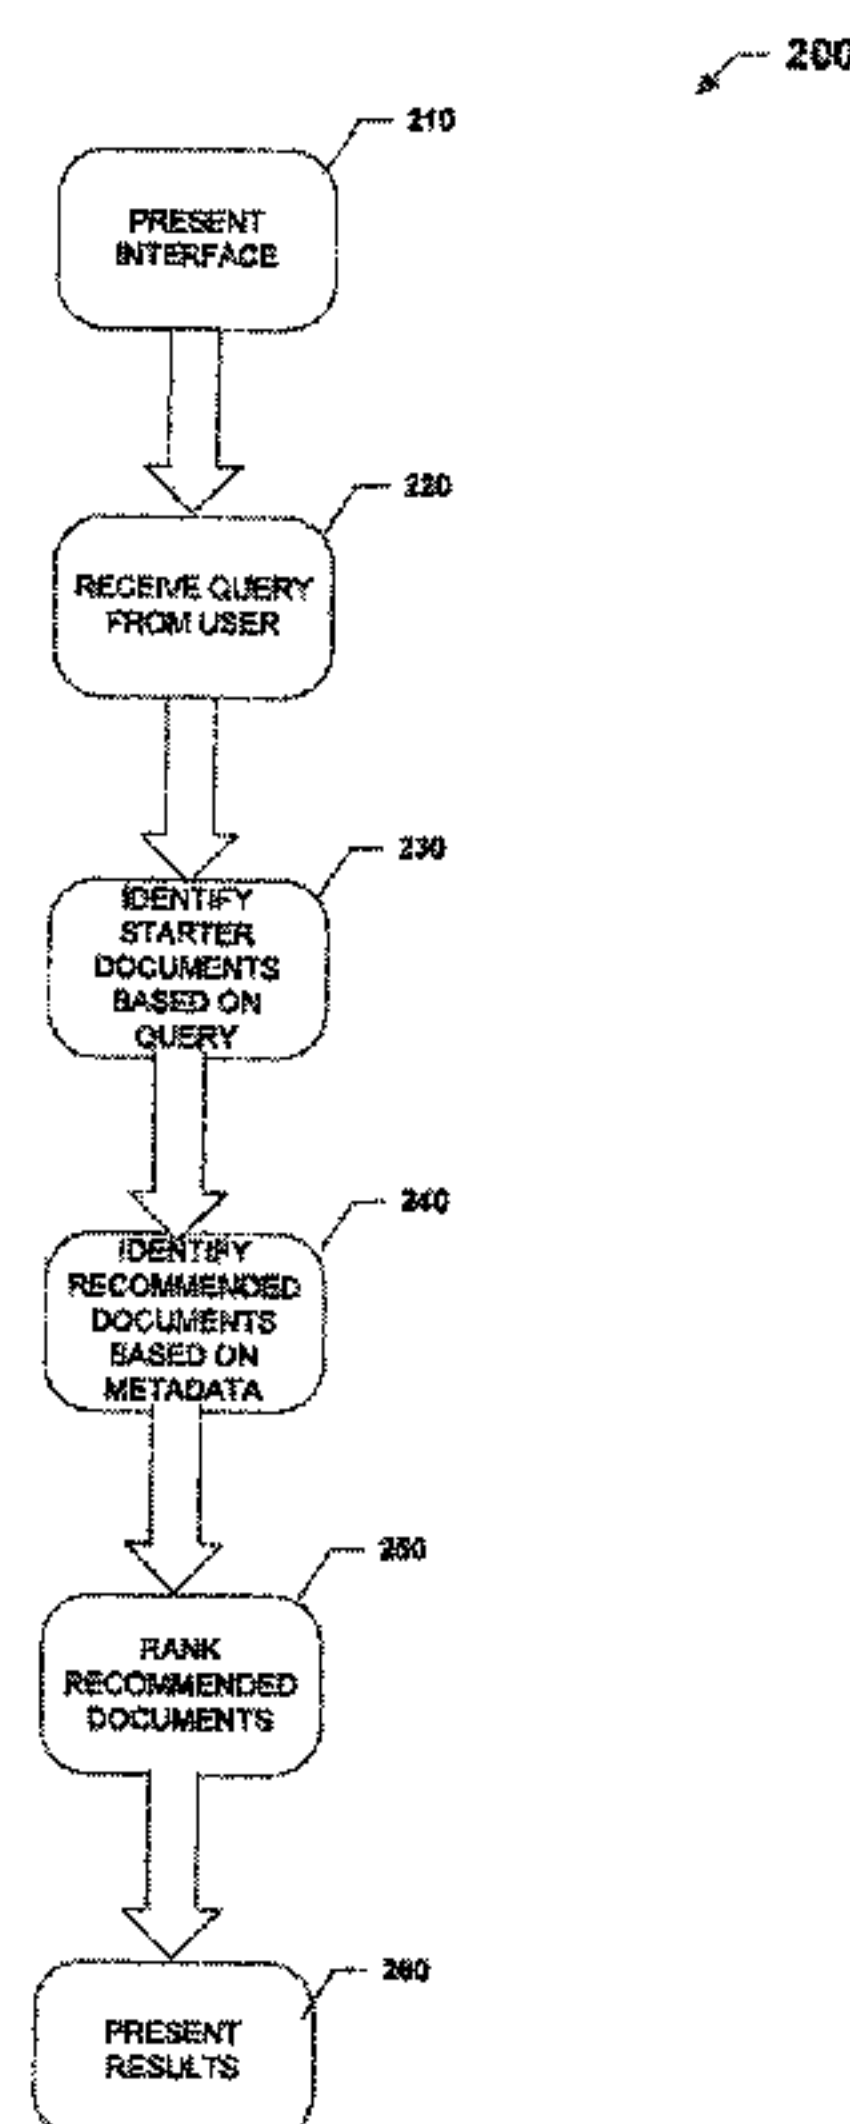 200
210
PRESENT
INTERFACE
220
RECEIVE QUERY
FROM USER
230
IDENTIFY
STARTER
DOCUMENTS
BASED ON
QUERY
240
IDENTIFY
RECOMMENDED
DOCUMENTS
BASED ON
METADATA
250
RANK
RECOMMENDED
DOCUMENTS
260
PRESENT
RESULTS